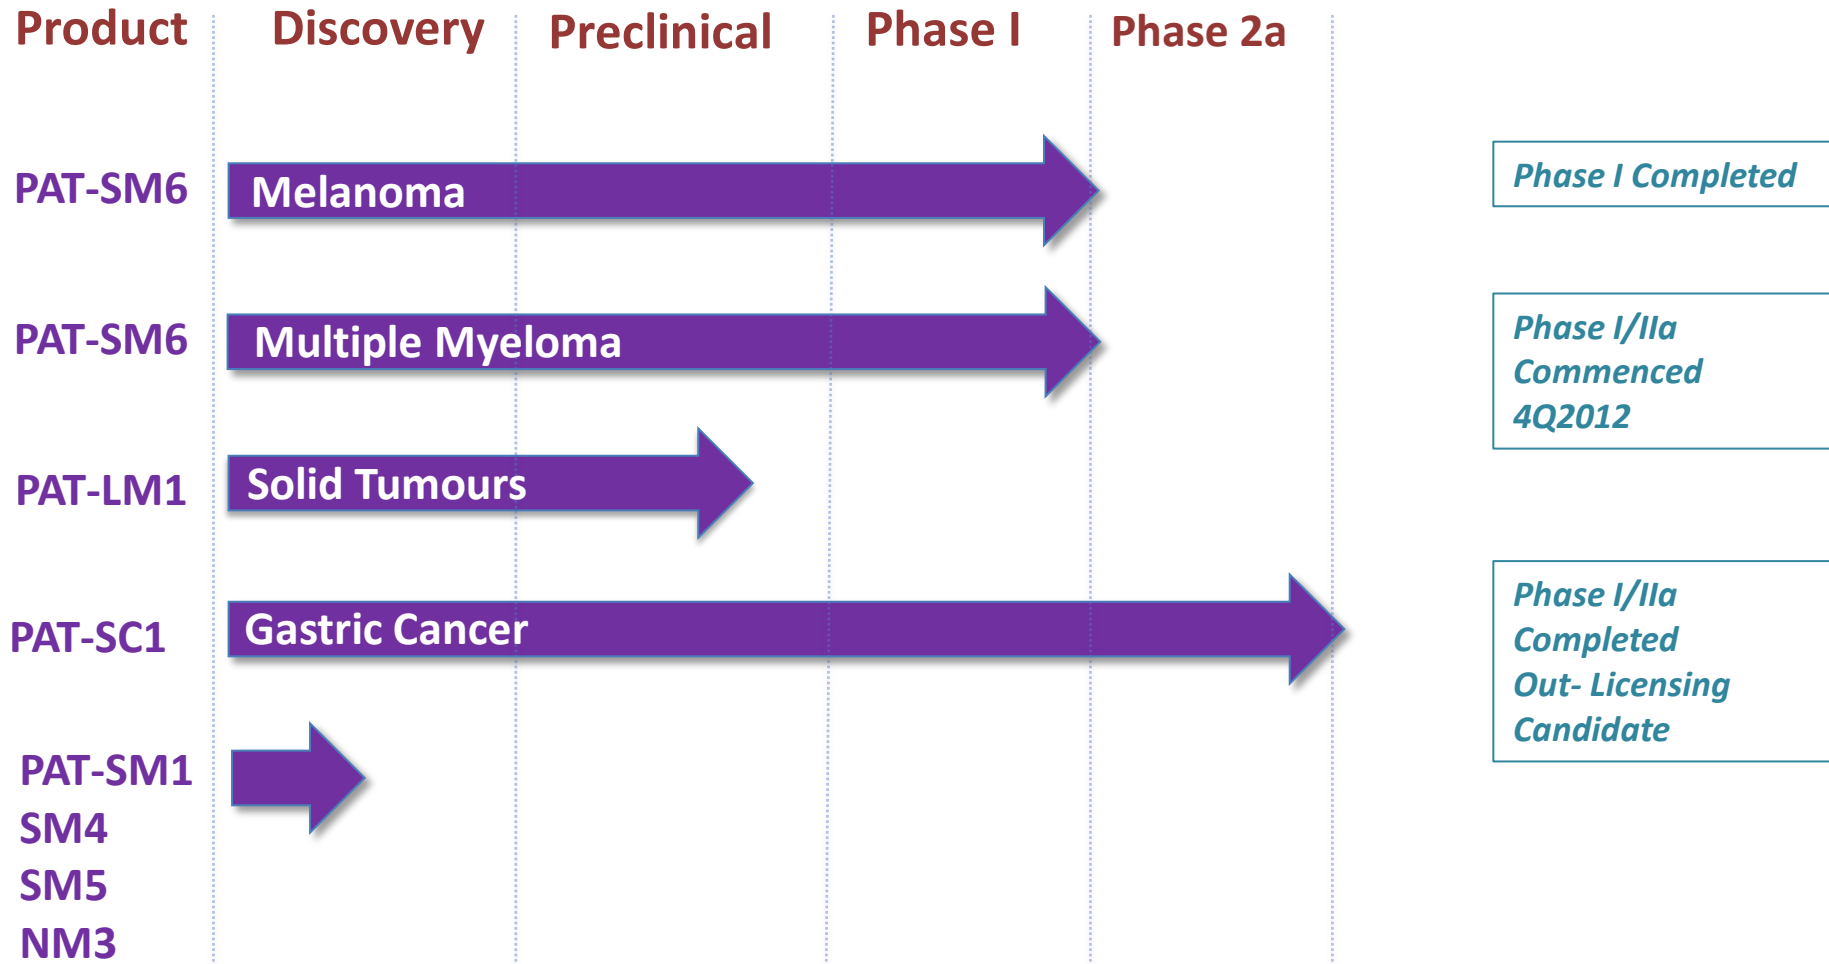 Product Discovery Preclinical Phase I Phase 2a
PAT-SM6 Melanoma Phase I Completed
PAT-SM6 Multiple Myeloma
Phase I/IIa
Commenced
4Q2012
PAT-LM1 Solid Tumours
PAT-SC1 Gastric Cancer
Phase I/IIa
Completed
Out- Licensing
Candidate
PAT-SM1
SM4
SM5
NM3